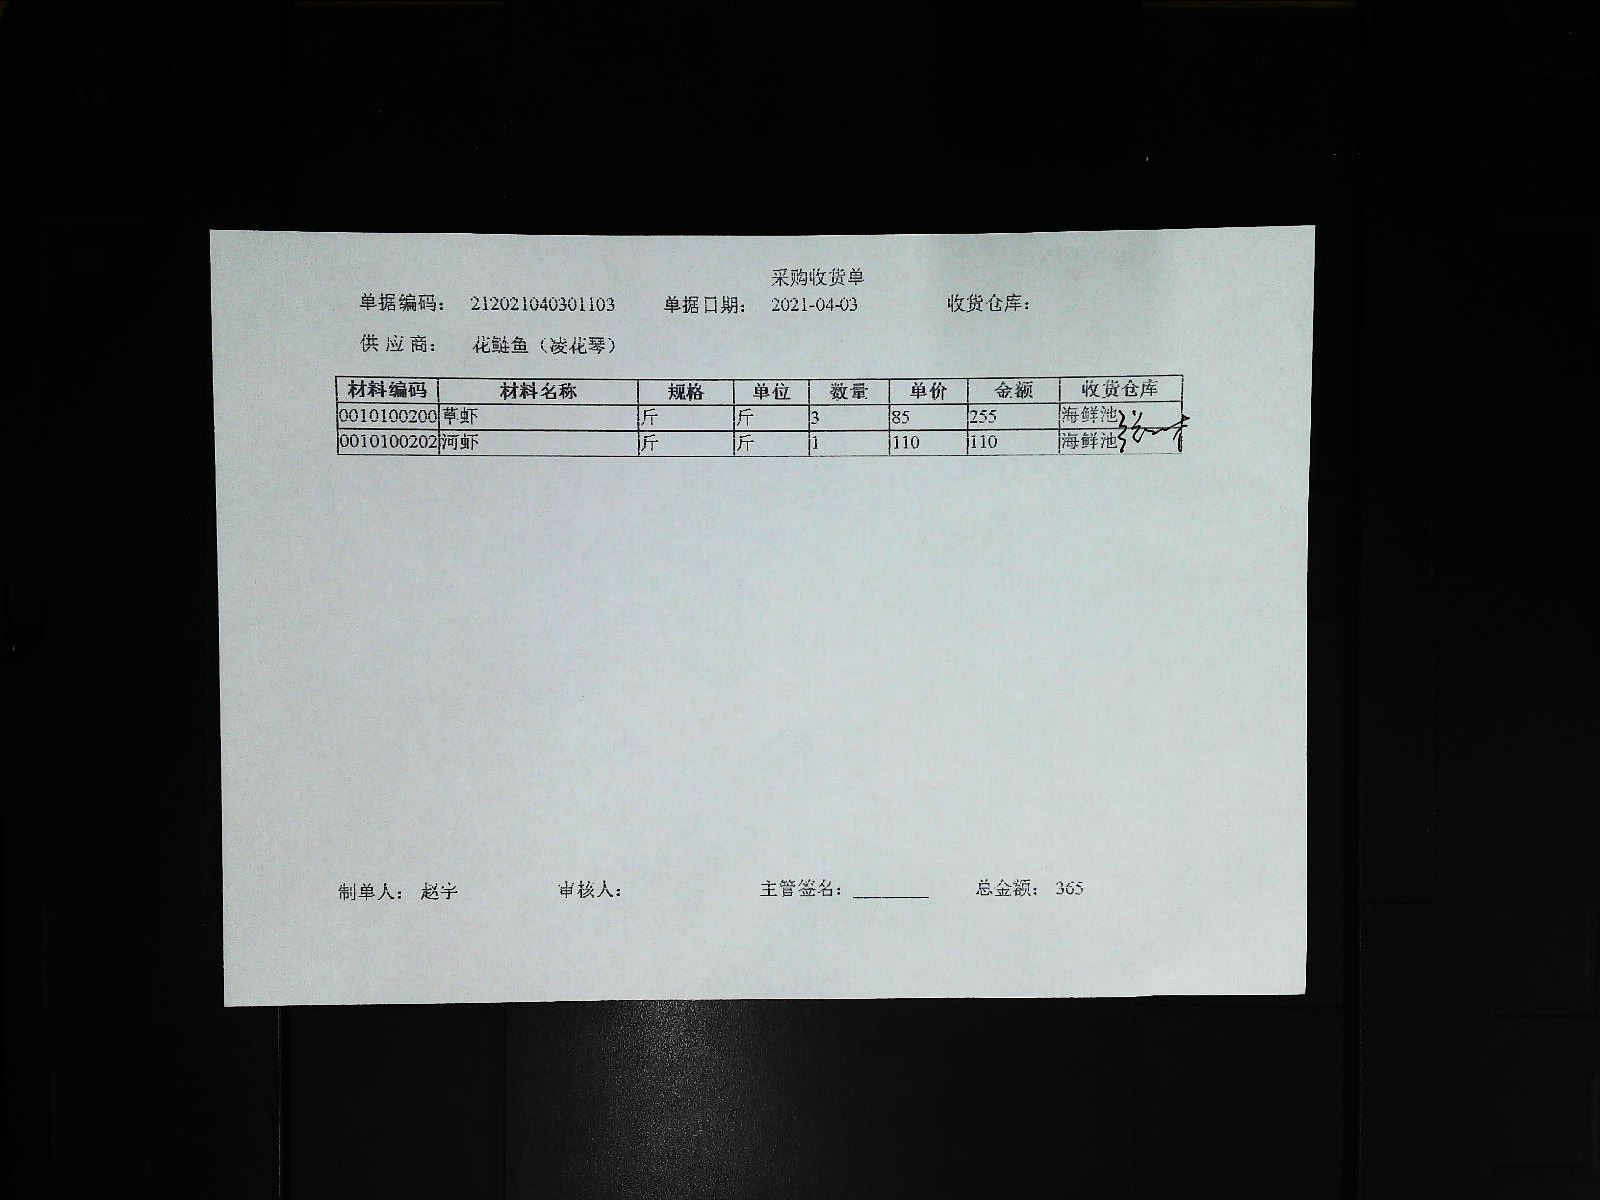 采购收货单
单据编码： 212021040301103 单据日期： 2021-04-03 收货仓库：
供 应 商： 花鲢鱼（凌花琴）
材料编码 材料名称 规格 单位 数量 单价 金额 收货仓库
0010100200 草虾 斤 斤 3 85 255 海鲜池
0010100202 河虾 斤 斤 1 110 110 海鲜池
制单人： 赵宇 审核人： 主管签名：________ 总金额： 365